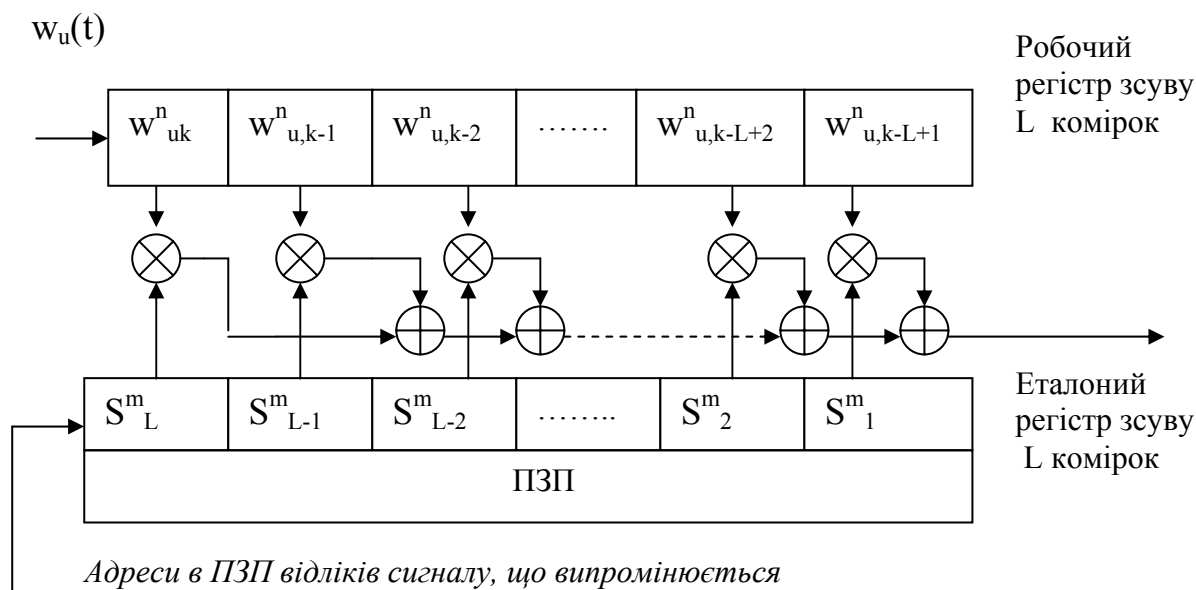 w_u(t)
Робочий
регістр зсуву
L комірок
w^n_uk w^n_u,k-1 w^n_u,k-2 ……. w^n_u,k-L+2 w^n_u,k-L+1
S^m_L S^m_L-1 S^m_L-2 …….. S^m_2 S^m_1
ПЗП
Еталоний
регістр зсуву
L комірок
Адреси в ПЗП відліків сигналу, що випромінюється